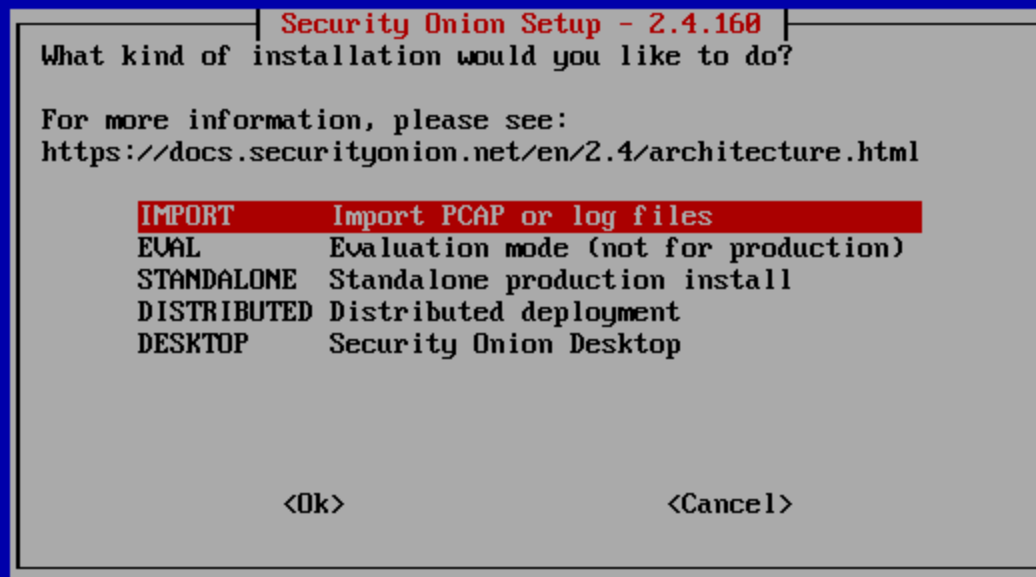 Security Onion Setup - 2.4.160
What kind of installation would you like to do?
For more information, please see:
https://docs.securityonion.net/en/2.4/architecture.html
IMPORT Import PCAP or log files
EVAL Evaluation mode (not for production)
STANDALONE Standalone production install
DISTRIBUTED Distributed deployment
DESKTOP Security Onion Desktop
<Ok> <Cancel>